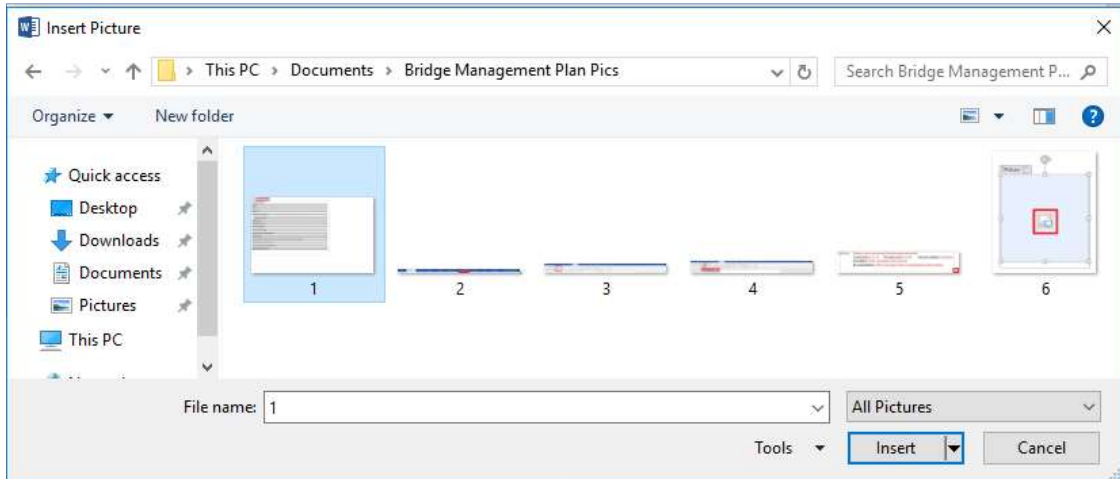 Insert Picture
This PC > Documents > Bridge Management Plan Pics
Search Bridge Management P...
Organize
New folder
Quick access
Desktop
Downloads
Documents
Pictures
This PC
1
2
3
4
5
6
File name: 1
All Pictures
Tools
Insert
Cancel